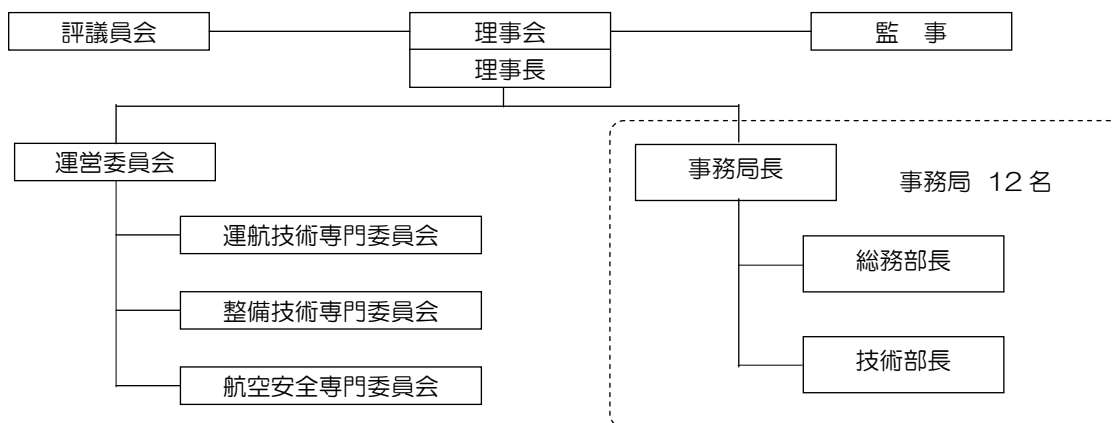 評議員会
理事会
監　事
理事長
運営委員会
事務局長
事務局 12名
運航技術専門委員会
総務部長
整備技術専門委員会
技術部長
航空安全専門委員会